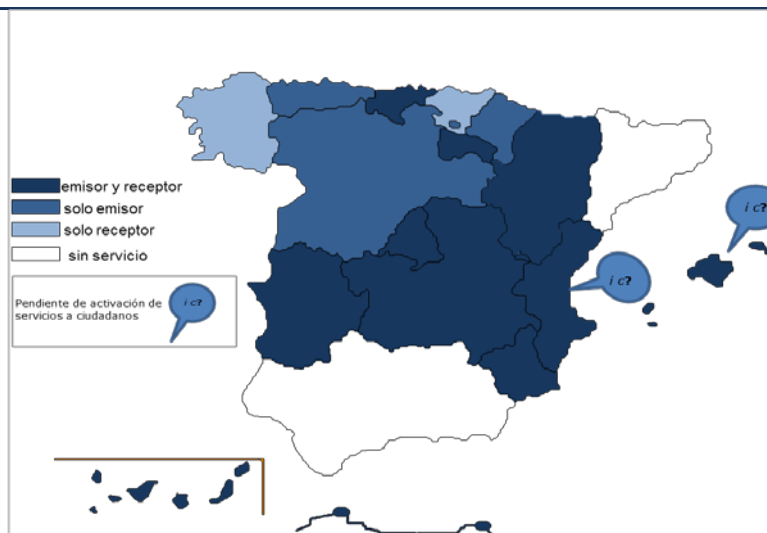 emisor y receptor
solo emisor
solo receptor
sin servicio
Pendiente de activación de
servicios a ciudadanos
i c?
i c?
i c?